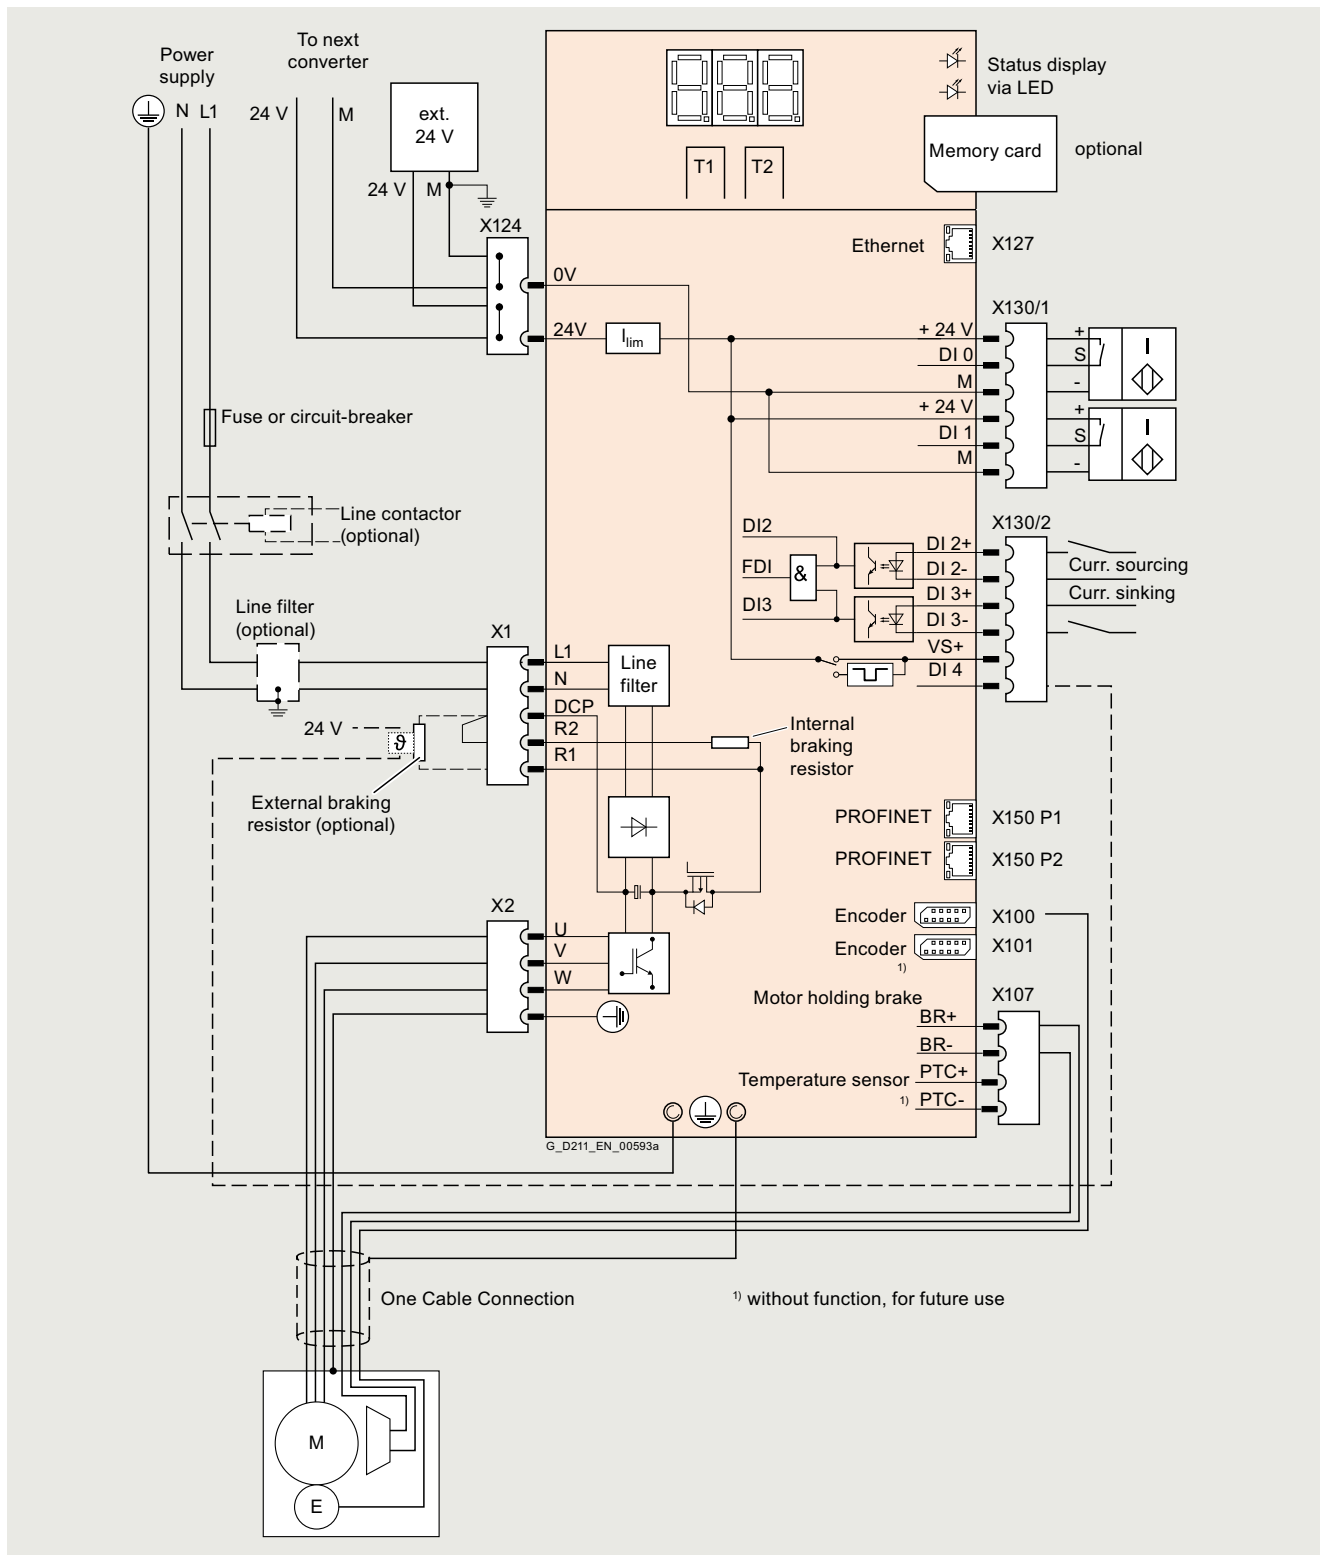 Power
supply
To next
converter
N
L1
24 V
M
ext.
24 V
24 V
M
X124
T1
T2
Status display
via LED
Memory card
optional
Ethernet
X127
0V
24V
Ilim
X130/1
+ 24 V
DI 0
M
+ 24 V
DI 1
M
+
S
-
I
+
S
-
I
Fuse or circuit-breaker
Line contactor
(optional)
X130/2
DI2
FDI
&
DI3
DI 2+
DI 2-
DI 3+
DI 3-
VS+
DI 4
Curr. sourcing
Curr. sinking
Line filter
(optional)
X1
L1
N
DCP
R2
R1
Line
filter
24 V
ϑ
External braking
resistor (optional)
Internal
braking
resistor
PROFINET
X150 P1
PROFINET
X150 P2
Encoder
X100
Encoder
1)
X101
X2
U
V
W
Motor holding brake
X107
BR+
BR-
Temperature sensor
1)
PTC+
PTC-
G_D211_EN_00593a
One Cable Connection
1) without function, for future use
M
E